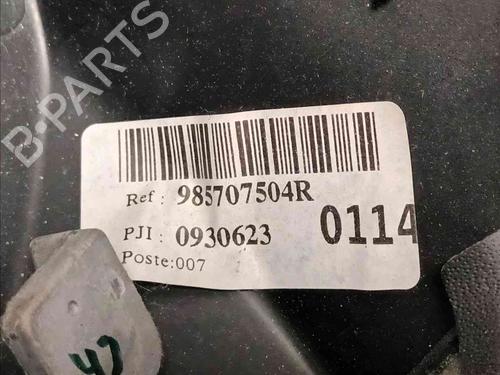 B-PARTS
Ref : 985707504R
PJI : 0930623
0114
Poste:007